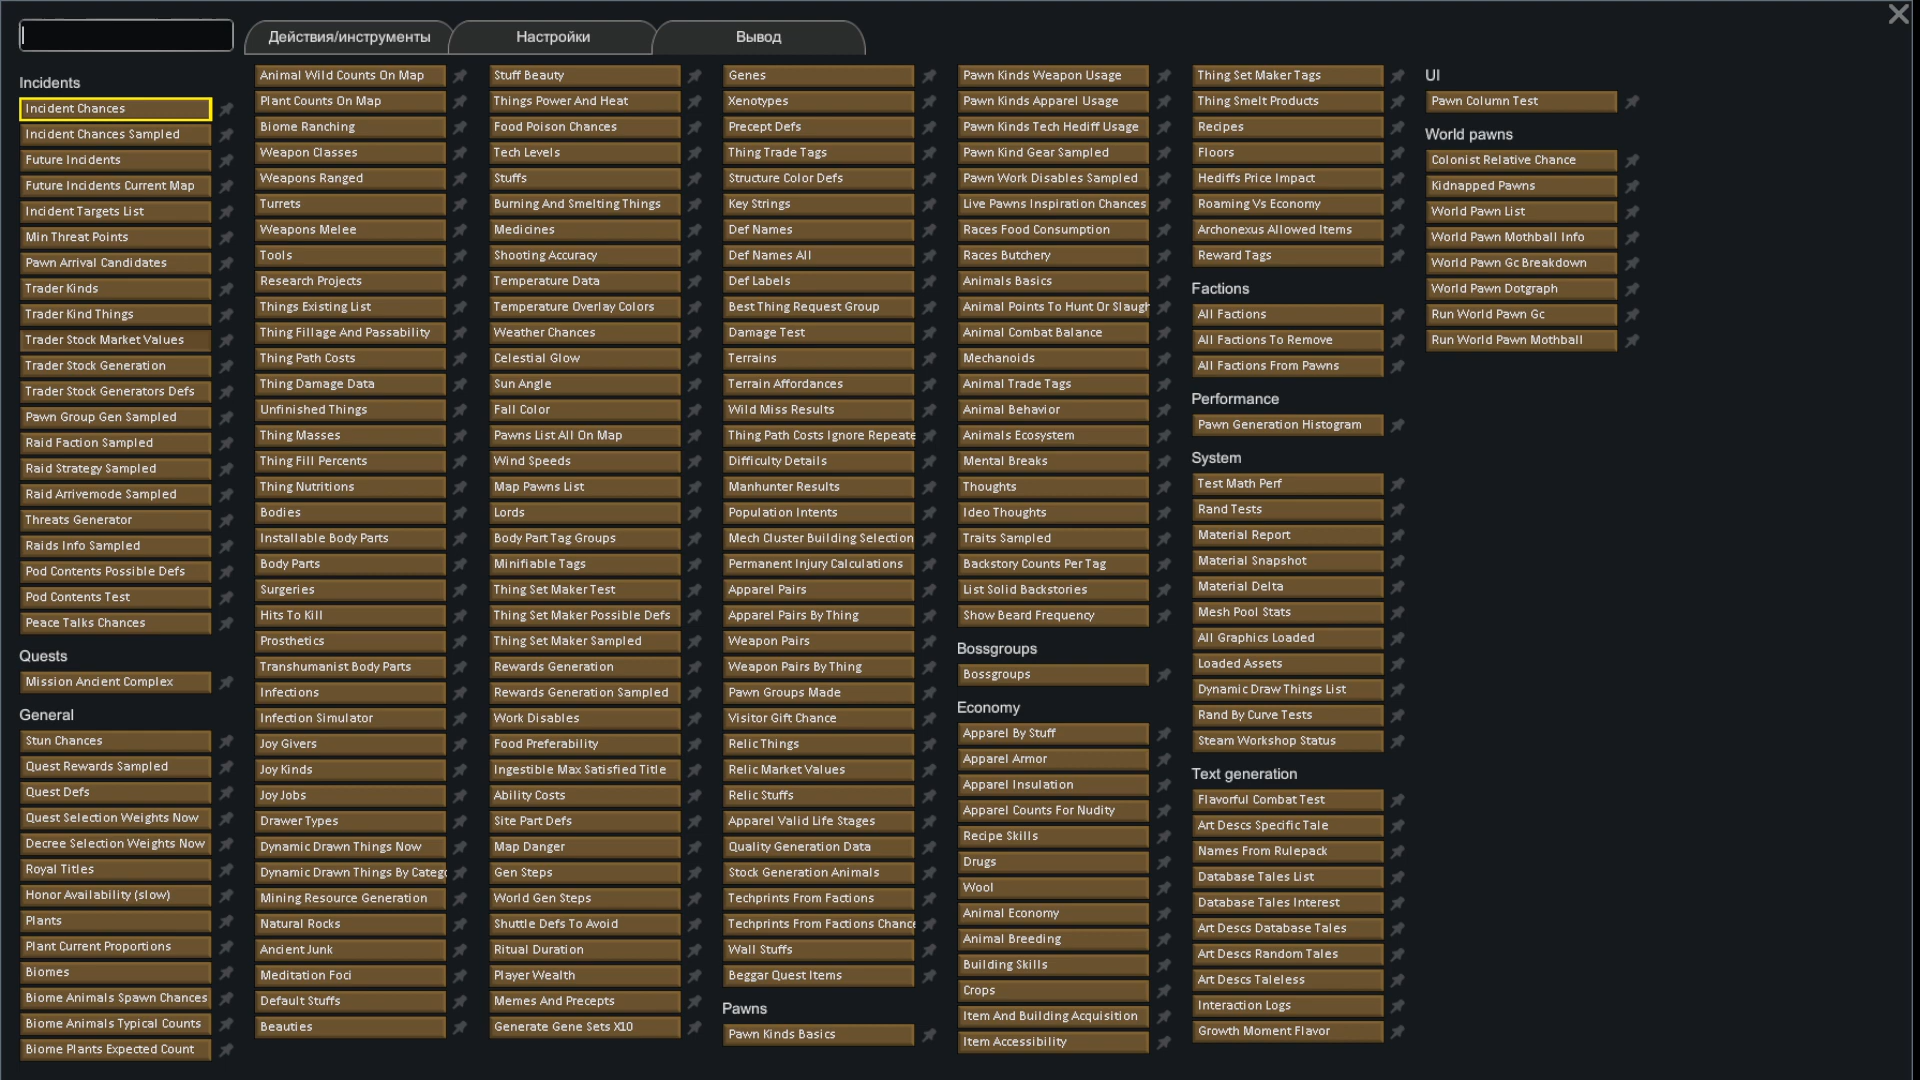 Действия/инструменты
Настройки
Вывод
Incidents
Incident Chances
Incident Chances Sampled
Future Incidents
Future Incidents Current Map
Incident Targets List
Min Threat Points
Pawn Arrival Candidates
Trader Kinds
Trader Kind Things
Trader Stock Market Values
Trader Stock Generation
Trader Stock Generators Defs
Pawn Group Gen Sampled
Raid Faction Sampled
Raid Strategy Sampled
Raid Arrivemode Sampled
Threats Generator
Raids Info Sampled
Pod Contents Possible Defs
Pod Contents Test
Peace Talks Chances
Quests
Mission Ancient Complex
General
Stun Chances
Quest Rewards Sampled
Quest Defs
Quest Selection Weights Now
Decree Selection Weights Now
Royal Titles
Honor Availability (slow)
Plants
Plant Current Proportions
Biomes
Biome Animals Spawn Chances
Biome Animals Typical Counts
Biome Plants Expected Count
Animal Wild Counts On Map
Plant Counts On Map
Biome Ranching
Weapon Classes
Weapons Ranged
Turrets
Weapons Melee
Tools
Research Projects
Things Existing List
Thing Fillage And Passability
Thing Path Costs
Thing Damage Data
Unfinished Things
Thing Masses
Thing Fill Percents
Thing Nutritions
Bodies
Installable Body Parts
Body Parts
Surgeries
Hits To Kill
Prosthetics
Transhumanist Body Parts
Infections
Infection Simulator
Joy Givers
Joy Kinds
Joy Jobs
Drawer Types
Dynamic Drawn Things Now
Dynamic Drawn Things By Catego
Mining Resource Generation
Natural Rocks
Ancient Junk
Meditation Foci
Default Stuffs
Beauties
Stuff Beauty
Things Power And Heat
Food Poison Chances
Tech Levels
Stuffs
Burning And Smelting Things
Medicines
Shooting Accuracy
Temperature Data
Temperature Overlay Colors
Weather Chances
Celestial Glow
Sun Angle
Fall Color
Pawns List All On Map
Wind Speeds
Map Pawns List
Lords
Body Part Tag Groups
Minifiable Tags
Thing Set Maker Test
Thing Set Maker Possible Defs
Thing Set Maker Sampled
Rewards Generation
Rewards Generation Sampled
Work Disables
Food Preferability
Ingestible Max Satisfied Title
Ability Costs
Site Part Defs
Map Danger
Gen Steps
World Gen Steps
Shuttle Defs To Avoid
Ritual Duration
Player Wealth
Memes And Precepts
Generate Gene Sets X10
Genes
Xenotypes
Precept Defs
Thing Trade Tags
Structure Color Defs
Key Strings
Def Names
Def Names All
Def Labels
Best Thing Request Group
Damage Test
Terrains
Terrain Affordances
Wild Miss Results
Thing Path Costs Ignore Repeate
Difficulty Details
Manhunter Results
Population Intents
Mech Cluster Building Selection
Permanent Injury Calculations
Apparel Pairs
Apparel Pairs By Thing
Weapon Pairs
Weapon Pairs By Thing
Pawn Groups Made
Visitor Gift Chance
Relic Things
Relic Market Values
Relic Stuffs
Apparel Valid Life Stages
Quality Generation Data
Stock Generation Animals
Techprints From Factions
Techprints From Factions Chance
Wall Stuffs
Beggar Quest Items
Pawns
Pawn Kinds Basics
Pawn Kinds Weapon Usage
Pawn Kinds Apparel Usage
Pawn Kinds Tech Hediff Usage
Pawn Kind Gear Sampled
Pawn Work Disables Sampled
Live Pawns Inspiration Chances
Races Food Consumption
Races Butchery
Animals Basics
Animal Points To Hunt Or Slaugh
Animal Combat Balance
Mechanoids
Animal Trade Tags
Animal Behavior
Animals Ecosystem
Mental Breaks
Thoughts
Ideo Thoughts
Traits Sampled
Backstory Counts Per Tag
List Solid Backstories
Show Beard Frequency
Bossgroups
Bossgroups
Economy
Apparel By Stuff
Apparel Armor
Apparel Insulation
Apparel Counts For Nudity
Recipe Skills
Drugs
Wool
Animal Economy
Animal Breeding
Building Skills
Crops
Item And Building Acquisition
Item Accessibility
Thing Set Maker Tags
Thing Smelt Products
Recipes
Floors
Hediffs Price Impact
Roaming Vs Economy
Archonexus Allowed Items
Reward Tags
Factions
All Factions
All Factions To Remove
All Factions From Pawns
Performance
Pawn Generation Histogram
System
Test Math Perf
Rand Tests
Material Report
Material Snapshot
Material Delta
Mesh Pool Stats
All Graphics Loaded
Loaded Assets
Dynamic Draw Things List
Rand By Curve Tests
Steam Workshop Status
Text generation
Flavorful Combat Test
Art Descs Specific Tale
Names From Rulepack
Database Tales List
Database Tales Interest
Art Descs Database Tales
Art Descs Random Tales
Art Descs Taleless
Interaction Logs
Growth Moment Flavor
UI
Pawn Column Test
World pawns
Colonist Relative Chance
Kidnapped Pawns
World Pawn List
World Pawn Mothball Info
World Pawn Gc Breakdown
World Pawn Dotgraph
Run World Pawn Gc
Run World Pawn Mothball